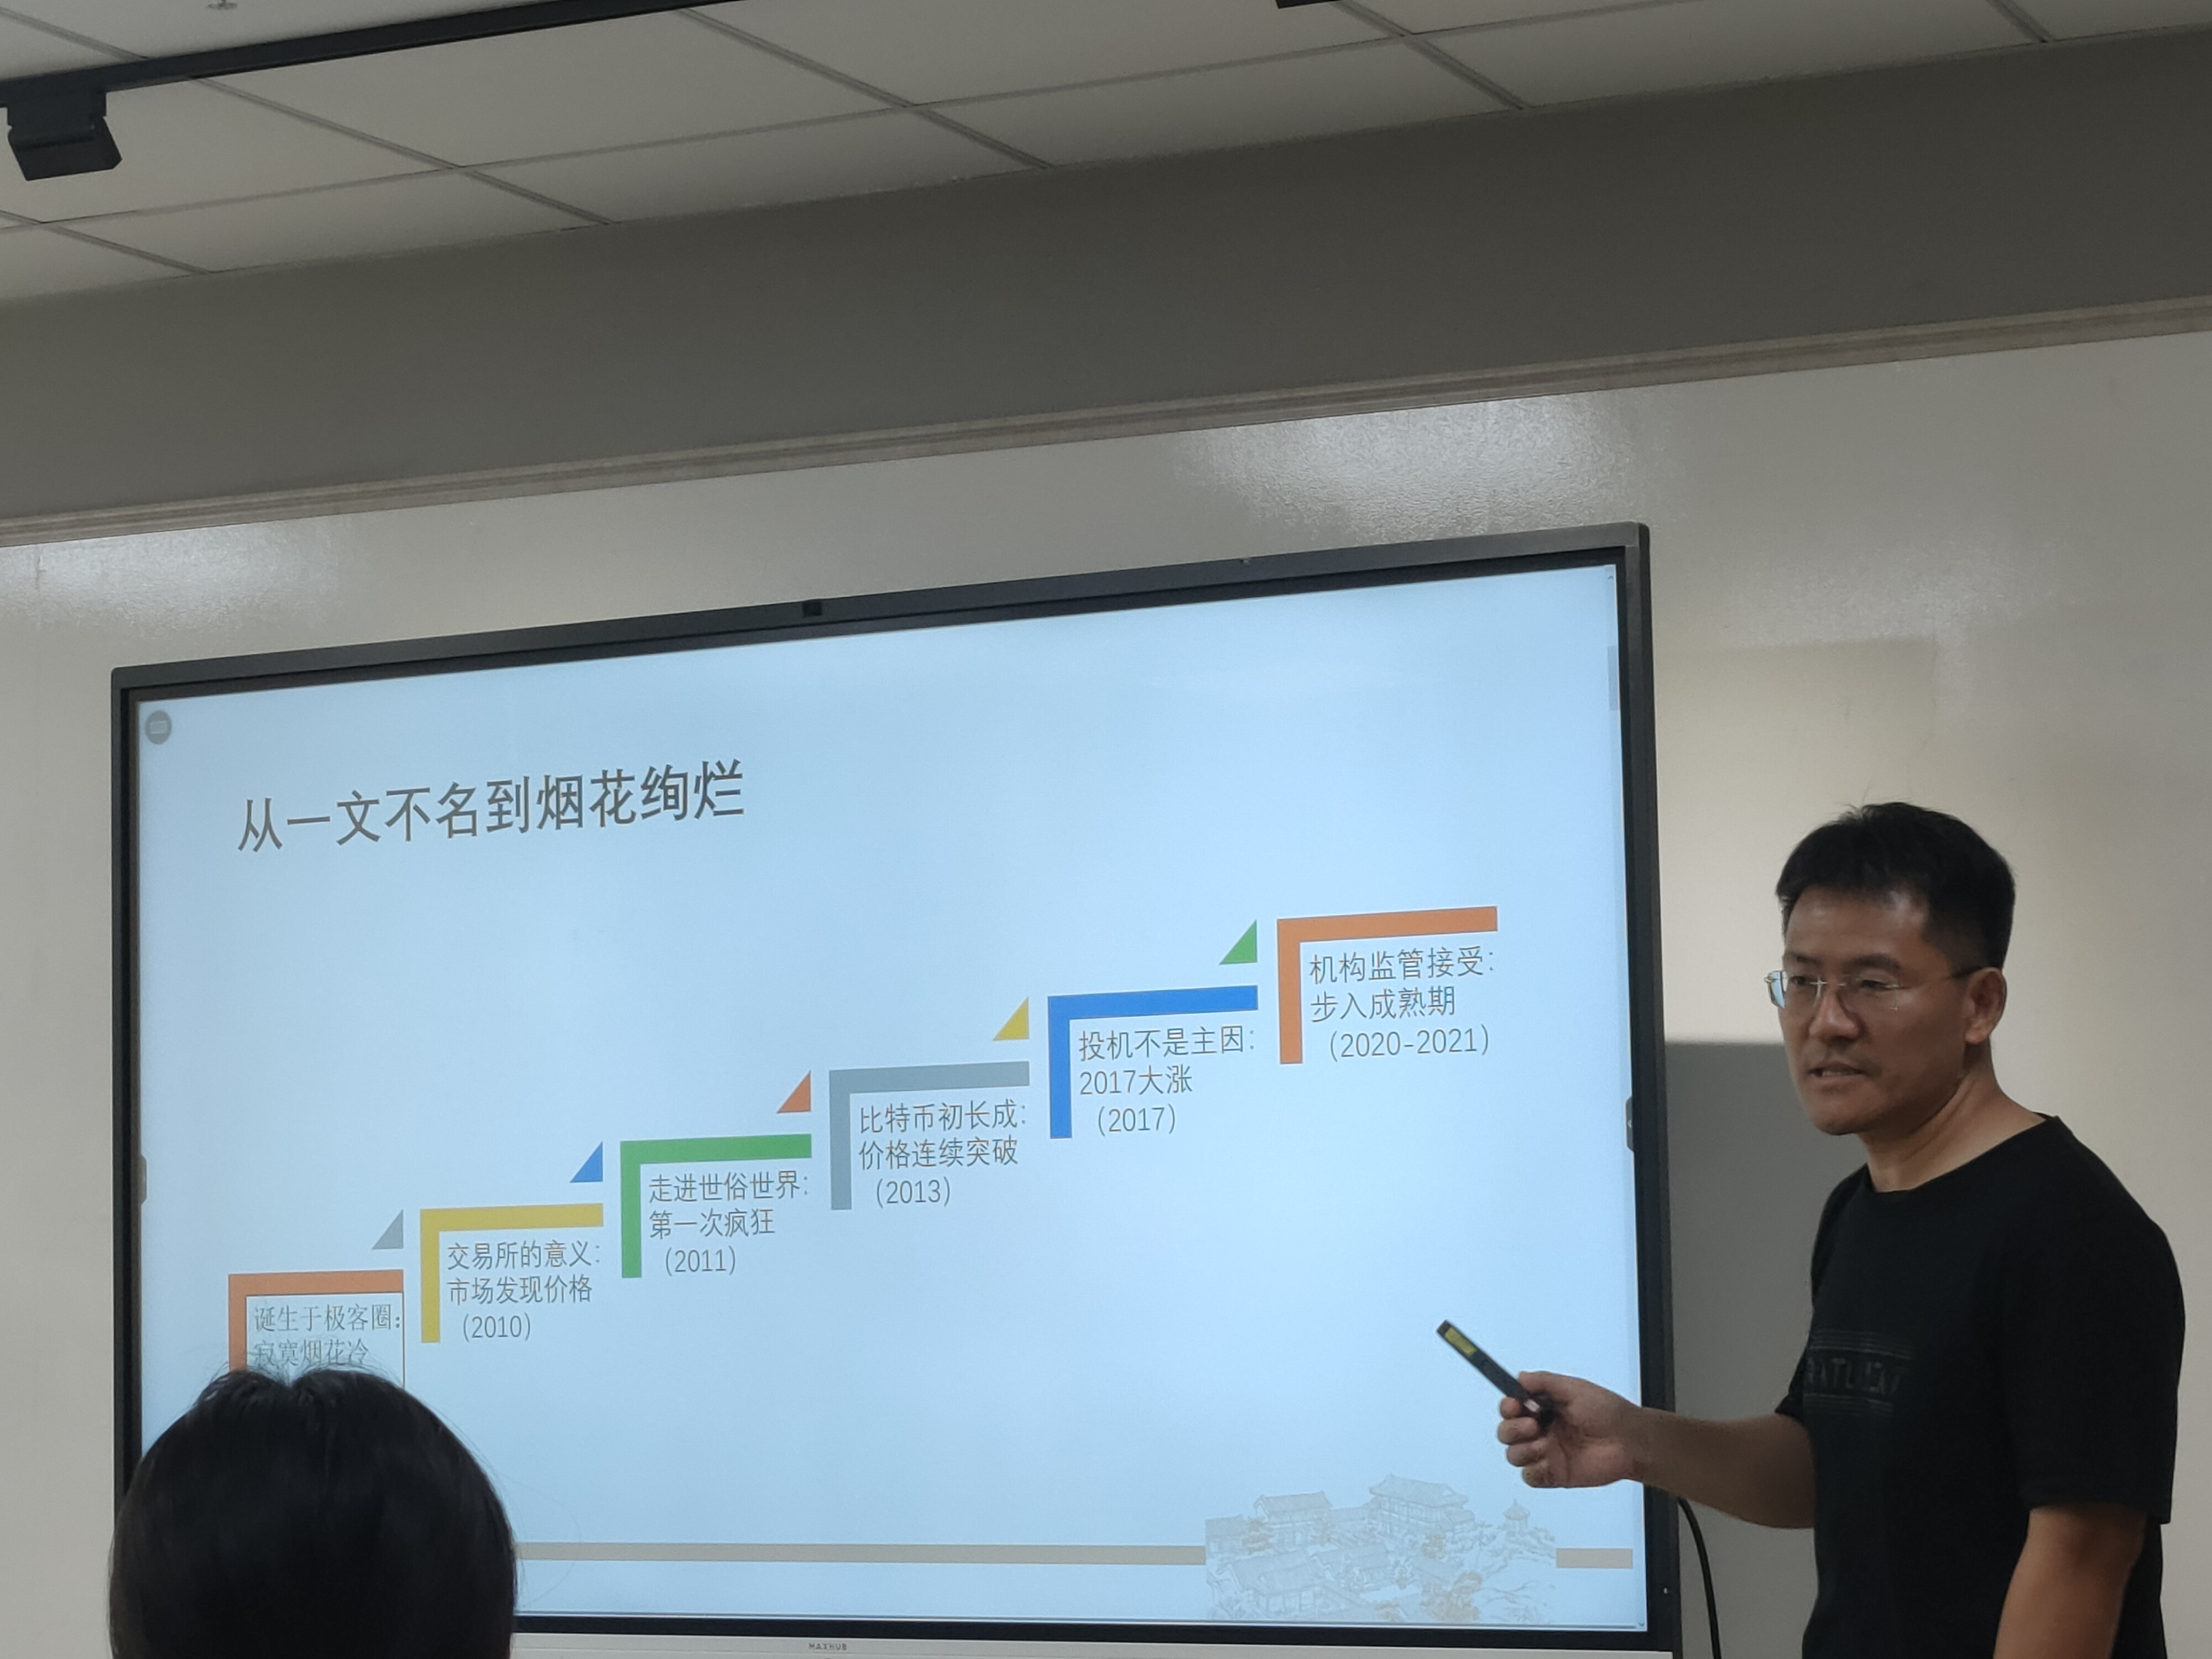 从一文不名到烟花绚烂
诞生于极客圈:
寂寞烟花冷
交易所的意义:
市场发现价格
(2010)
走进世俗世界:
第一次疯狂
(2011)
比特币初长成:
价格连续突破
(2013)
投机不是主因:
2017大涨
(2017)
机构监管接受:
步入成熟期
(2020-2021)
MAXHUB